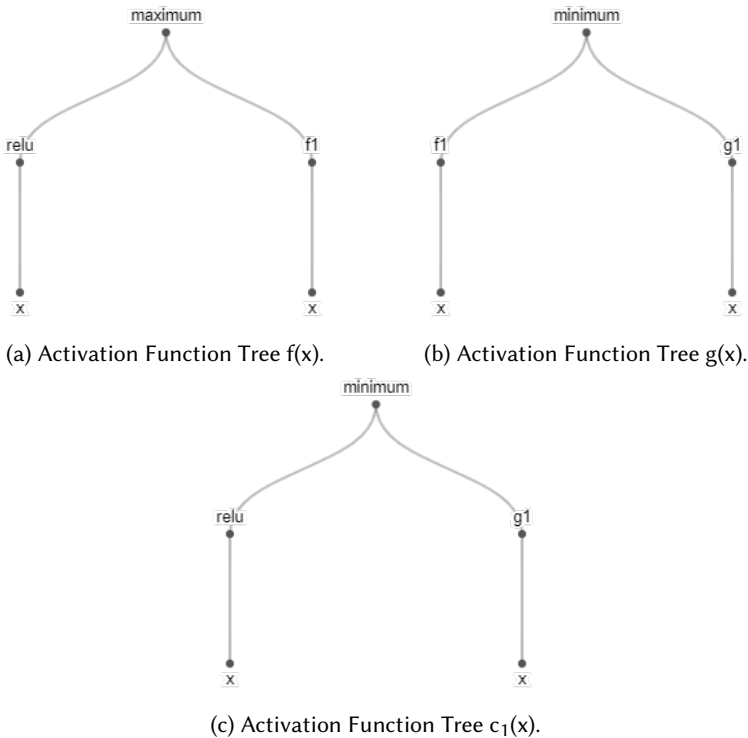 maximum
minimum
relu
f1
f1
g1
x
x
x
x
(a) Activation Function Tree f(x).
(b) Activation Function Tree g(x).
minimum
relu
g1
x
x
(c) Activation Function Tree c₁(x).